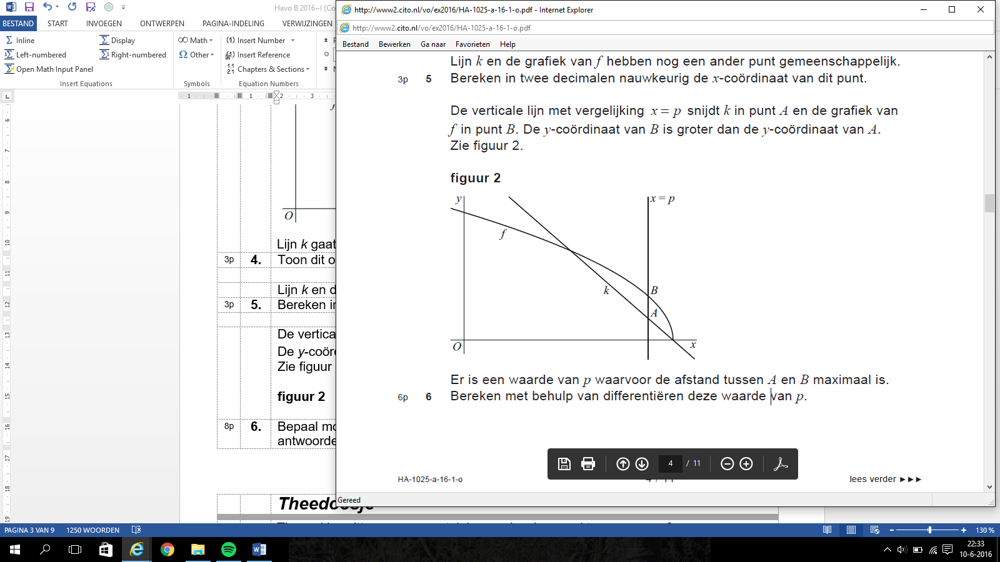 Havo B 2016~I (Co
BESTAND START INVOEGEN ONTWERPEN PAGINA-INDELING VERWIJZINGEN
Inline
Left-numbered
Open Math Input Panel
Display
Right-numbered
Insert Equations
Math
Other
Symbols
(1) Insert Number
(1) Insert Reference
1.1 2.1 Chapters & Sections
Equation Numbers
O
Lijn k gaat
3p 4. Toon dit o
Lijn k en d
3p 5. Bereken in
De vertica
De y-coörd
Zie figuur
figuur 2
8p 6. Bepaal mo
antwoorde
Theedoosje
http://www2.cito.nl/vo/ex2016/HA-1025-a-16-1-o.pdf - Internet Explorer
http://www2.cito.nl/vo/ex2016/HA-1025-a-16-1-o.pdf
Bestand Bewerken Ga naar Favorieten Help
Lijn k en de grafiek van f hebben nog een ander punt gemeenschappelijk.
3p 5 Bereken in twee decimalen nauwkeurig de x-coördinaat van dit punt.
De verticale lijn met vergelijking x = p snijdt k in punt A en de grafiek van
f in punt B. De y-coördinaat van B is groter dan de y-coördinaat van A.
Zie figuur 2.
figuur 2
y
x = p
f
k
B
A
O
x
Er is een waarde van p waarvoor de afstand tussen A en B maximaal is.
6p 6 Bereken met behulp van differentiëren deze waarde van p.
4 / 11
HA-1025-a-16-1-o
lees verder ►►►
Gereed
PAGINA 3 VAN 9 1250 WOORDEN
130 %
22:33
10-6-2016